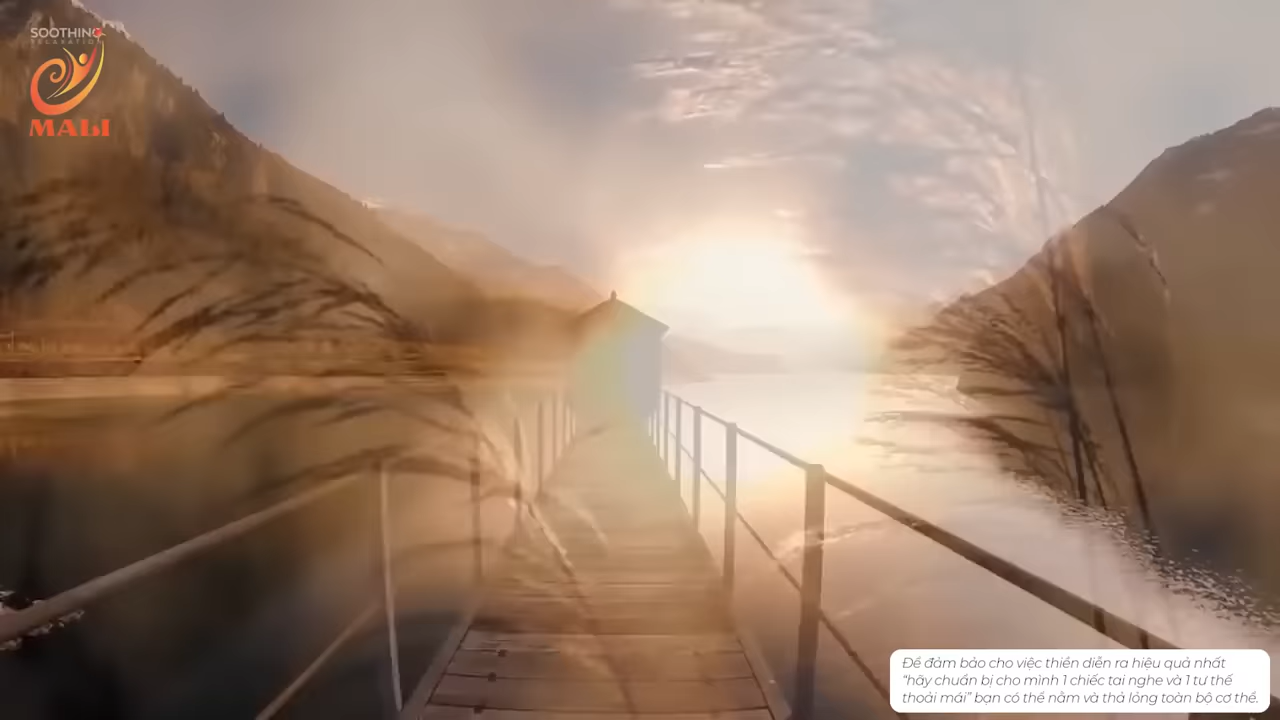 SOOTHING
RELAXATION
MALI
Để đảm bảo cho việc thiền diễn ra hiệu quả nhất
“hãy chuẩn bị cho mình 1 chiếc tai nghe và 1 tư thế
thoải mái” bạn có thể nằm và thả lỏng toàn bộ cơ thể.